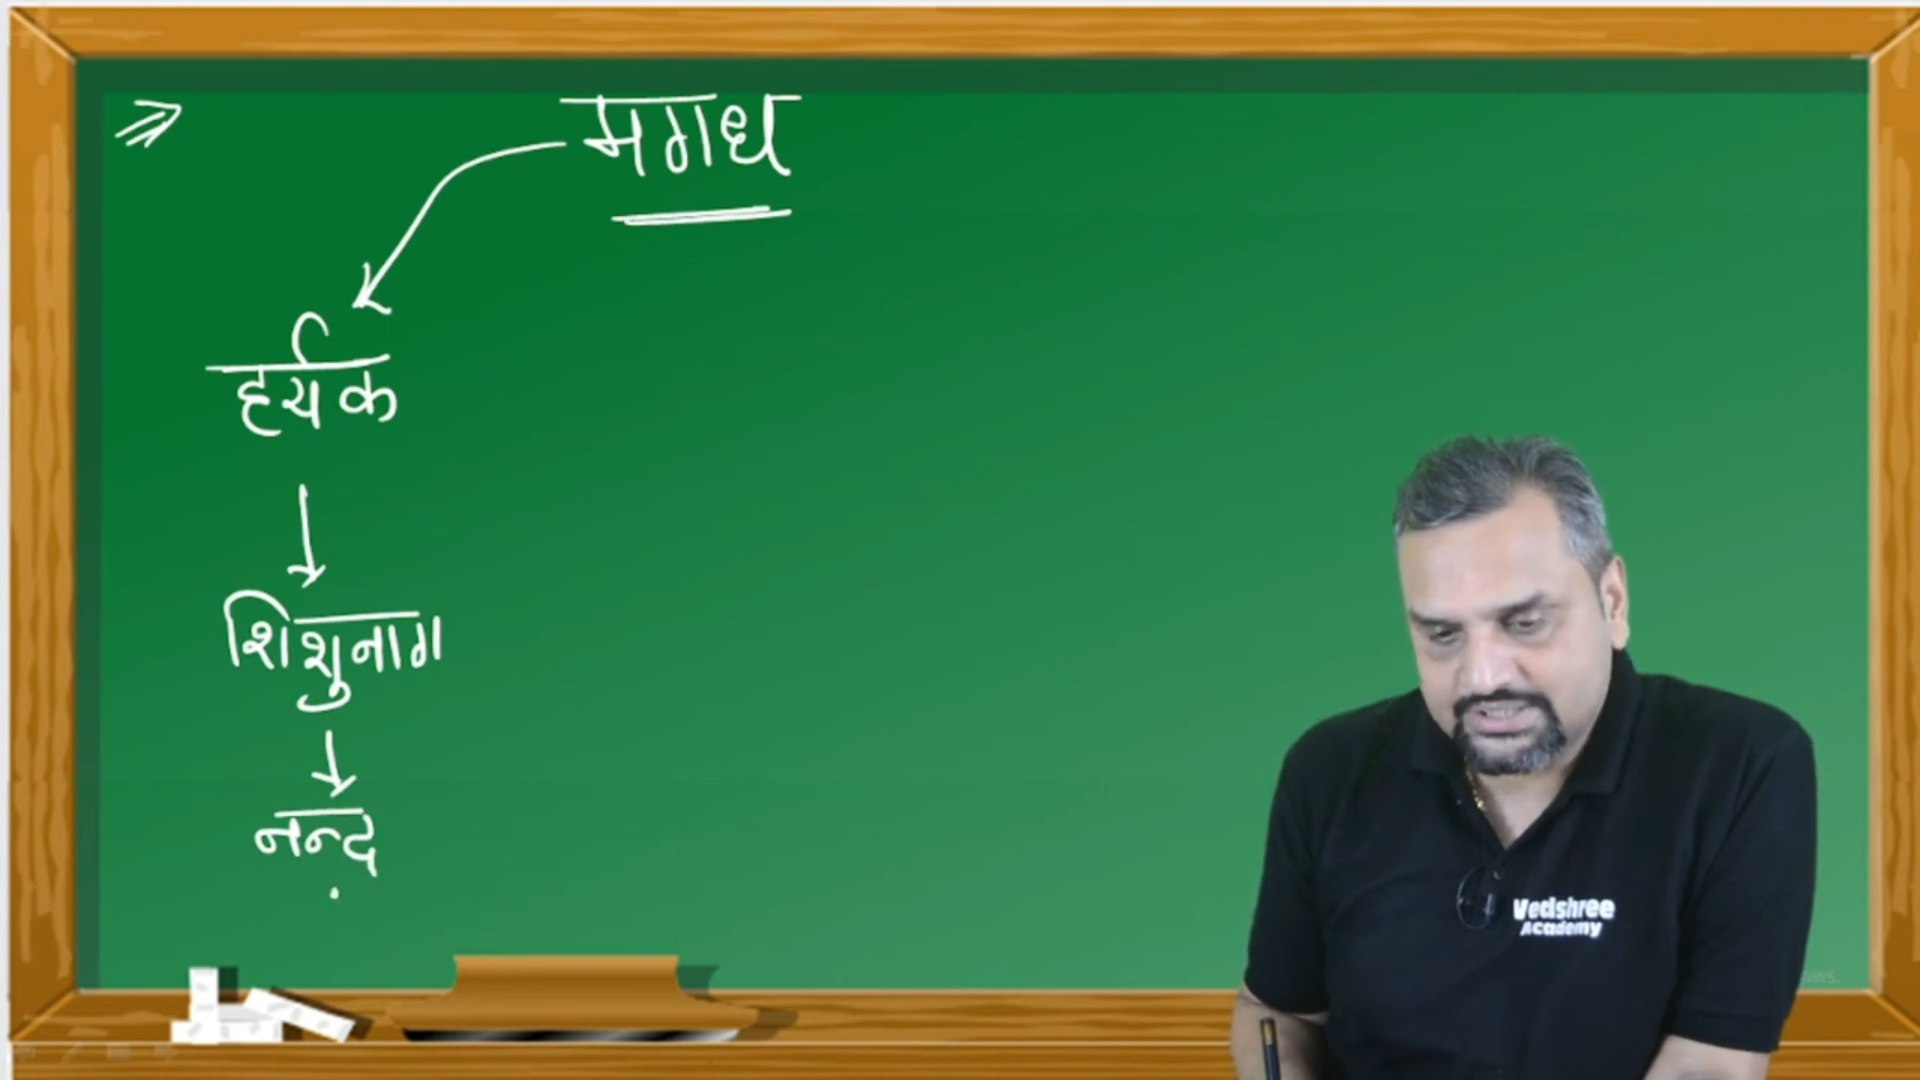 मगध
हर्यक
शिशुनाग
नन्द
Vedshree
Academy